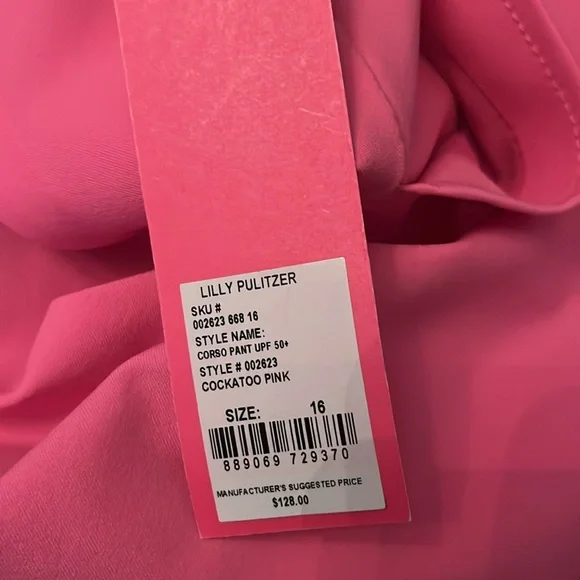 LILLY PULITZER
SKU #
002623 668 16
STYLE NAME:
CORSO PANT UPF 50+
STYLE # 002623
COCKATOO PINK
SIZE: 16
889069 729370
MANUFACTURER'S SUGGESTED PRICE
$128.00